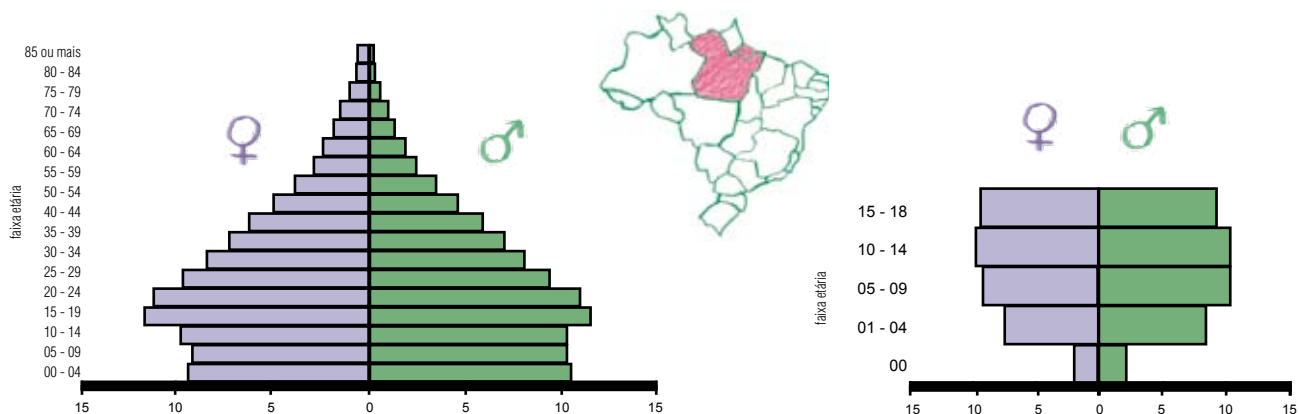 85 ou mais
80 - 84
75 - 79
70 - 74
65 - 69
60 - 64
55 - 59
50 - 54
40 - 44
35 - 39
30 - 34
25 - 29
20 - 24
15 - 19
10 - 14
05 - 09
00 - 04
faixa etária
15 10 5 0 5 10 15
15 - 18
10 - 14
05 - 09
01 - 04
00
faixa etária
15 10 5 0 5 10 15